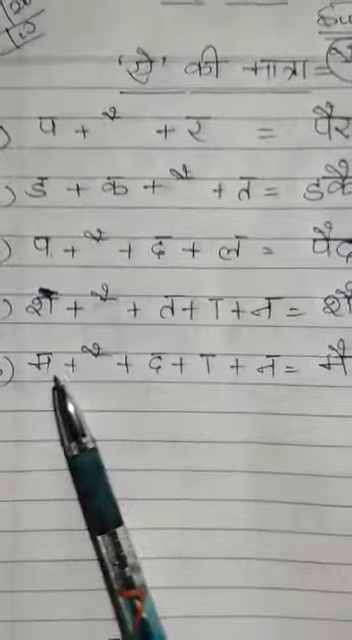 'ऐ' की मात्रा =
प + ै + र = पैर
ड + क + ै + त = डकै
प + ै + द + ल = पैद
श + ै + त + ा + न = शै
म + ै + द + ा + न = मै